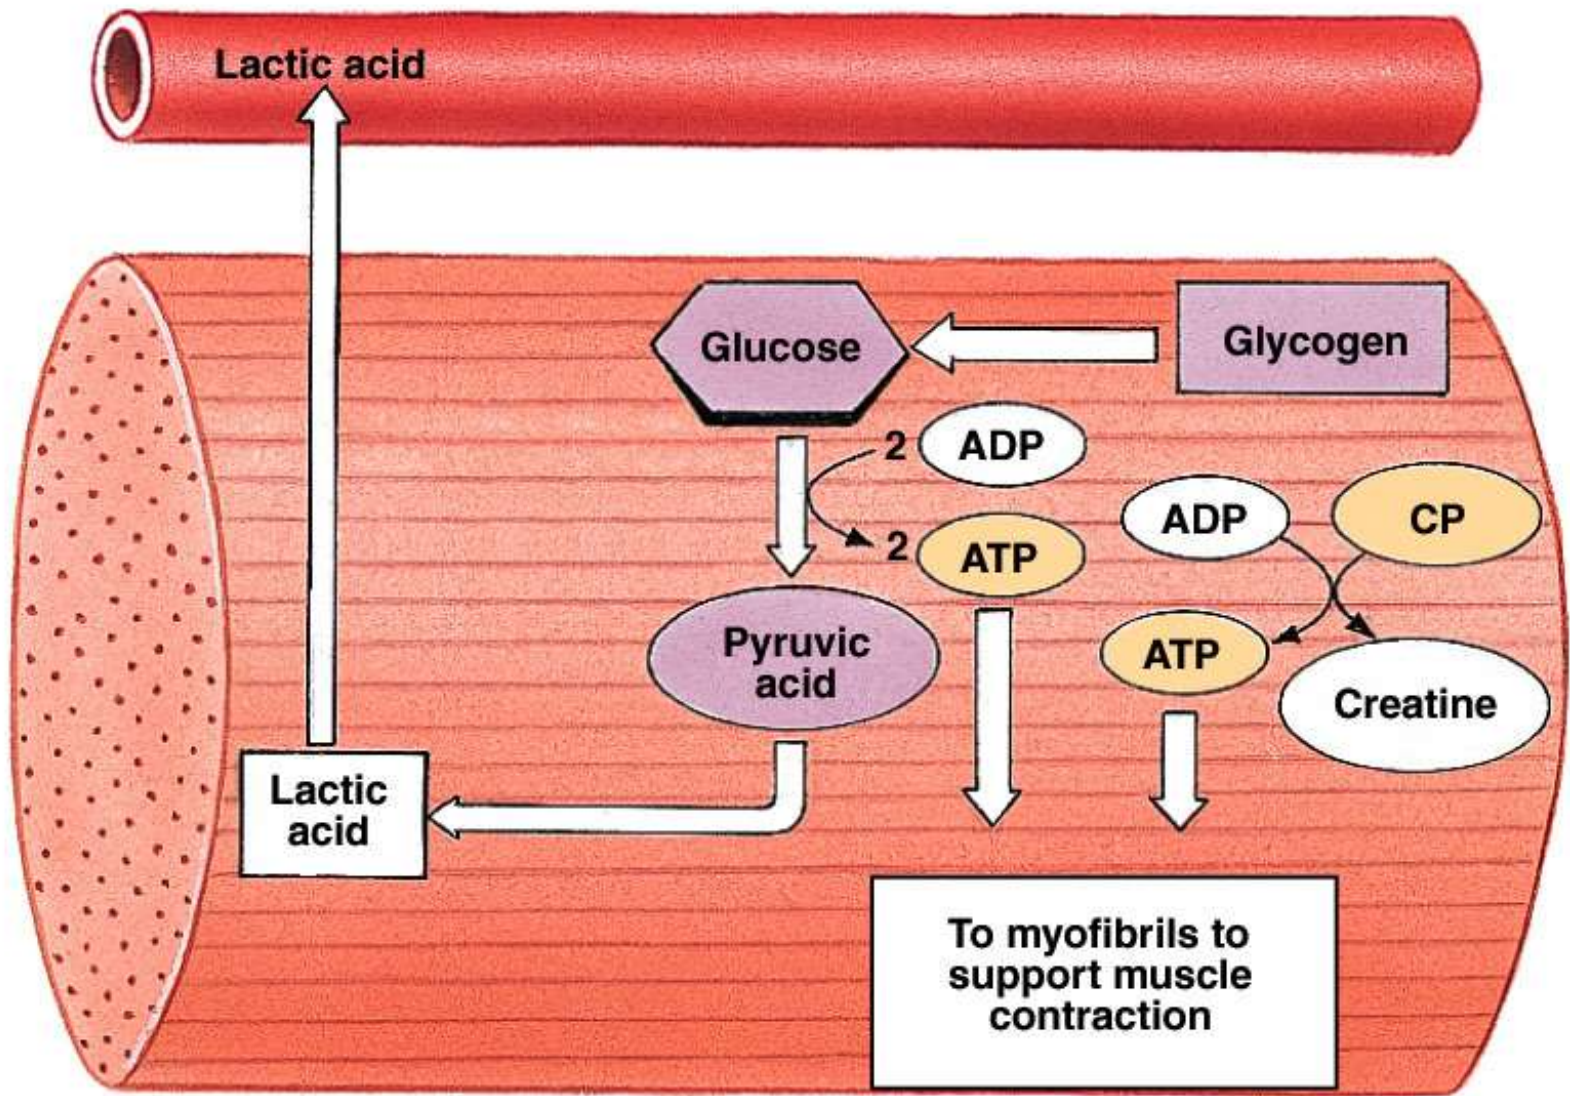 Lactic acid
Glucose
Glycogen
2 ADP
ADP
CP
2 ATP
Pyruvic
acid
ATP
Creatine
Lactic
acid
To myofibrils to
support muscle
contraction